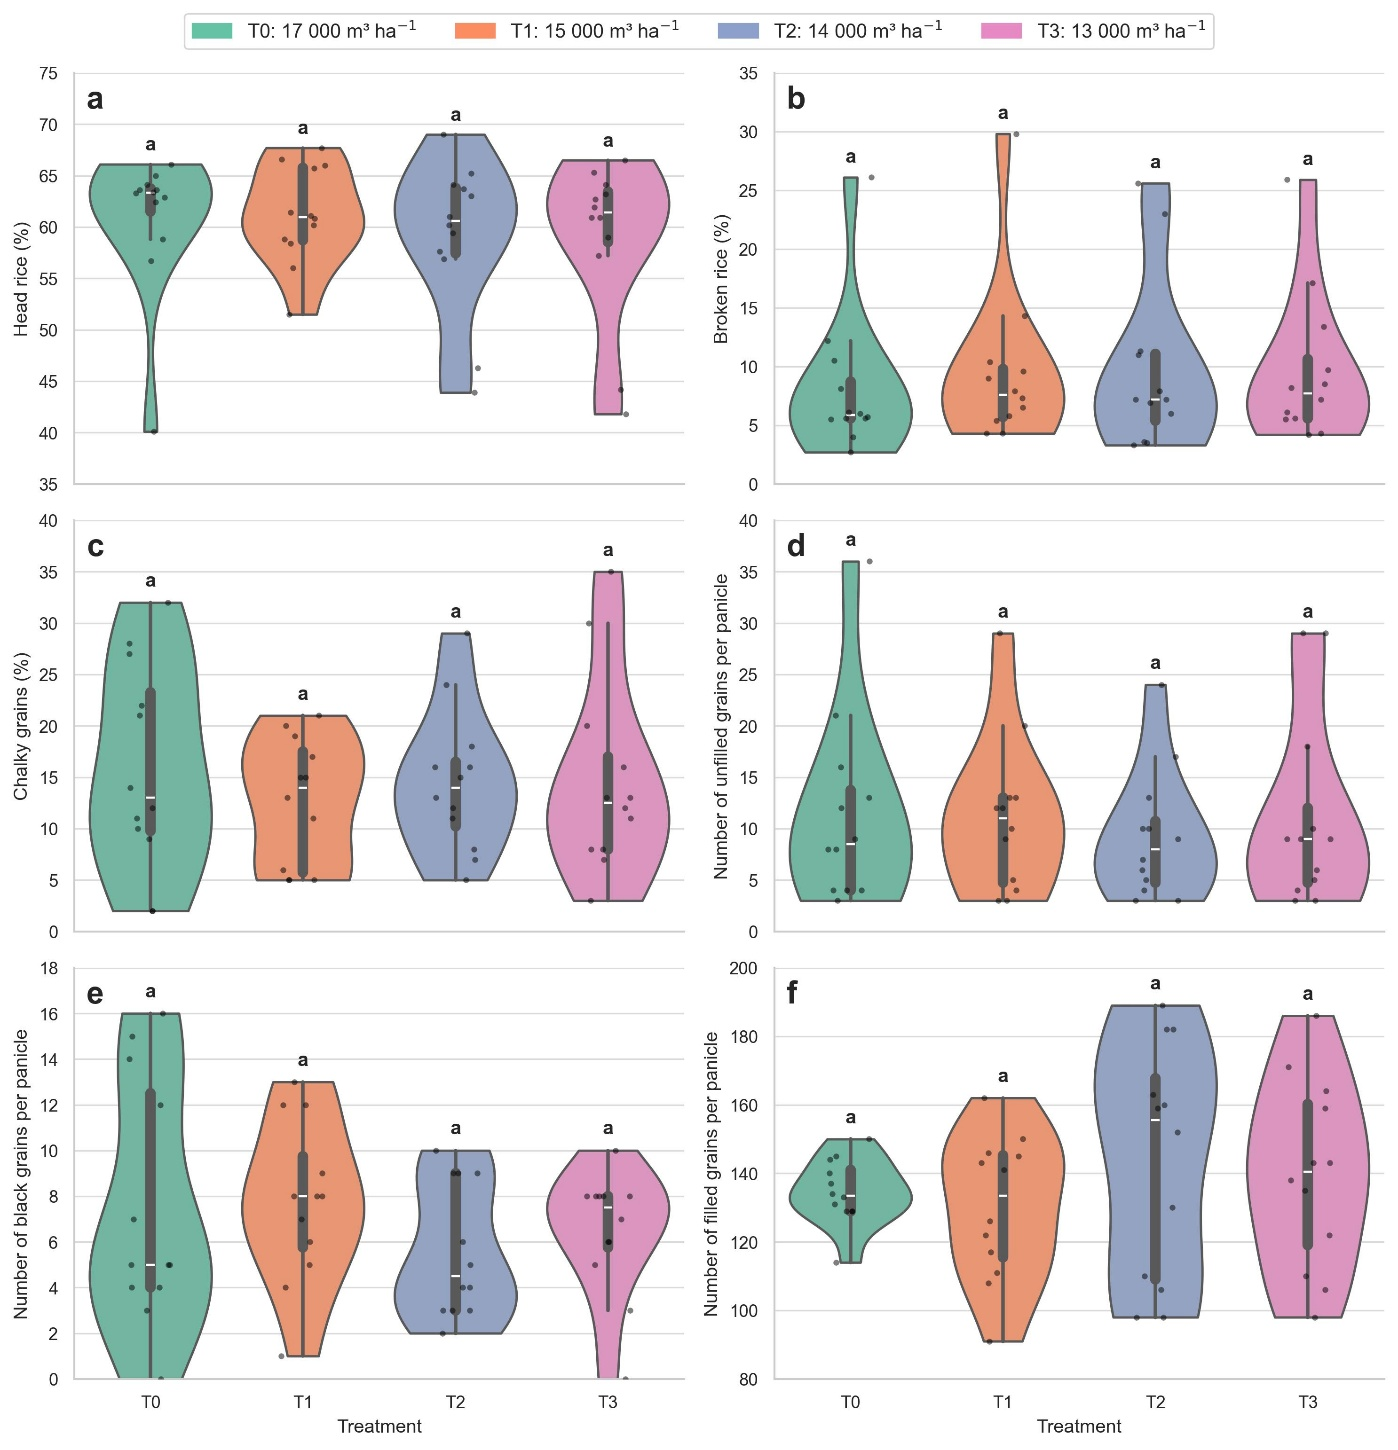 T0: 17 000 m³ ha⁻¹ T1: 15 000 m³ ha⁻¹ T2: 14 000 m³ ha⁻¹ T3: 13 000 m³ ha⁻¹
a
Head rice (%)
75
70
65
60
55
50
45
40
35
a a a a
b
Broken rice (%)
35
30
25
20
15
10
5
0
a a a a
c
Chalky grains (%)
40
35
30
25
20
15
10
5
0
a a a a
d
Number of unfilled grains per panicle
40
35
30
25
20
15
10
5
0
a a a a
e
Number of black grains per panicle
18
16
14
12
10
8
6
4
2
0
a a a a
T0 T1 T2 T3
Treatment
f
Number of filled grains per panicle
200
180
160
140
120
100
80
a a a a
T0 T1 T2 T3
Treatment